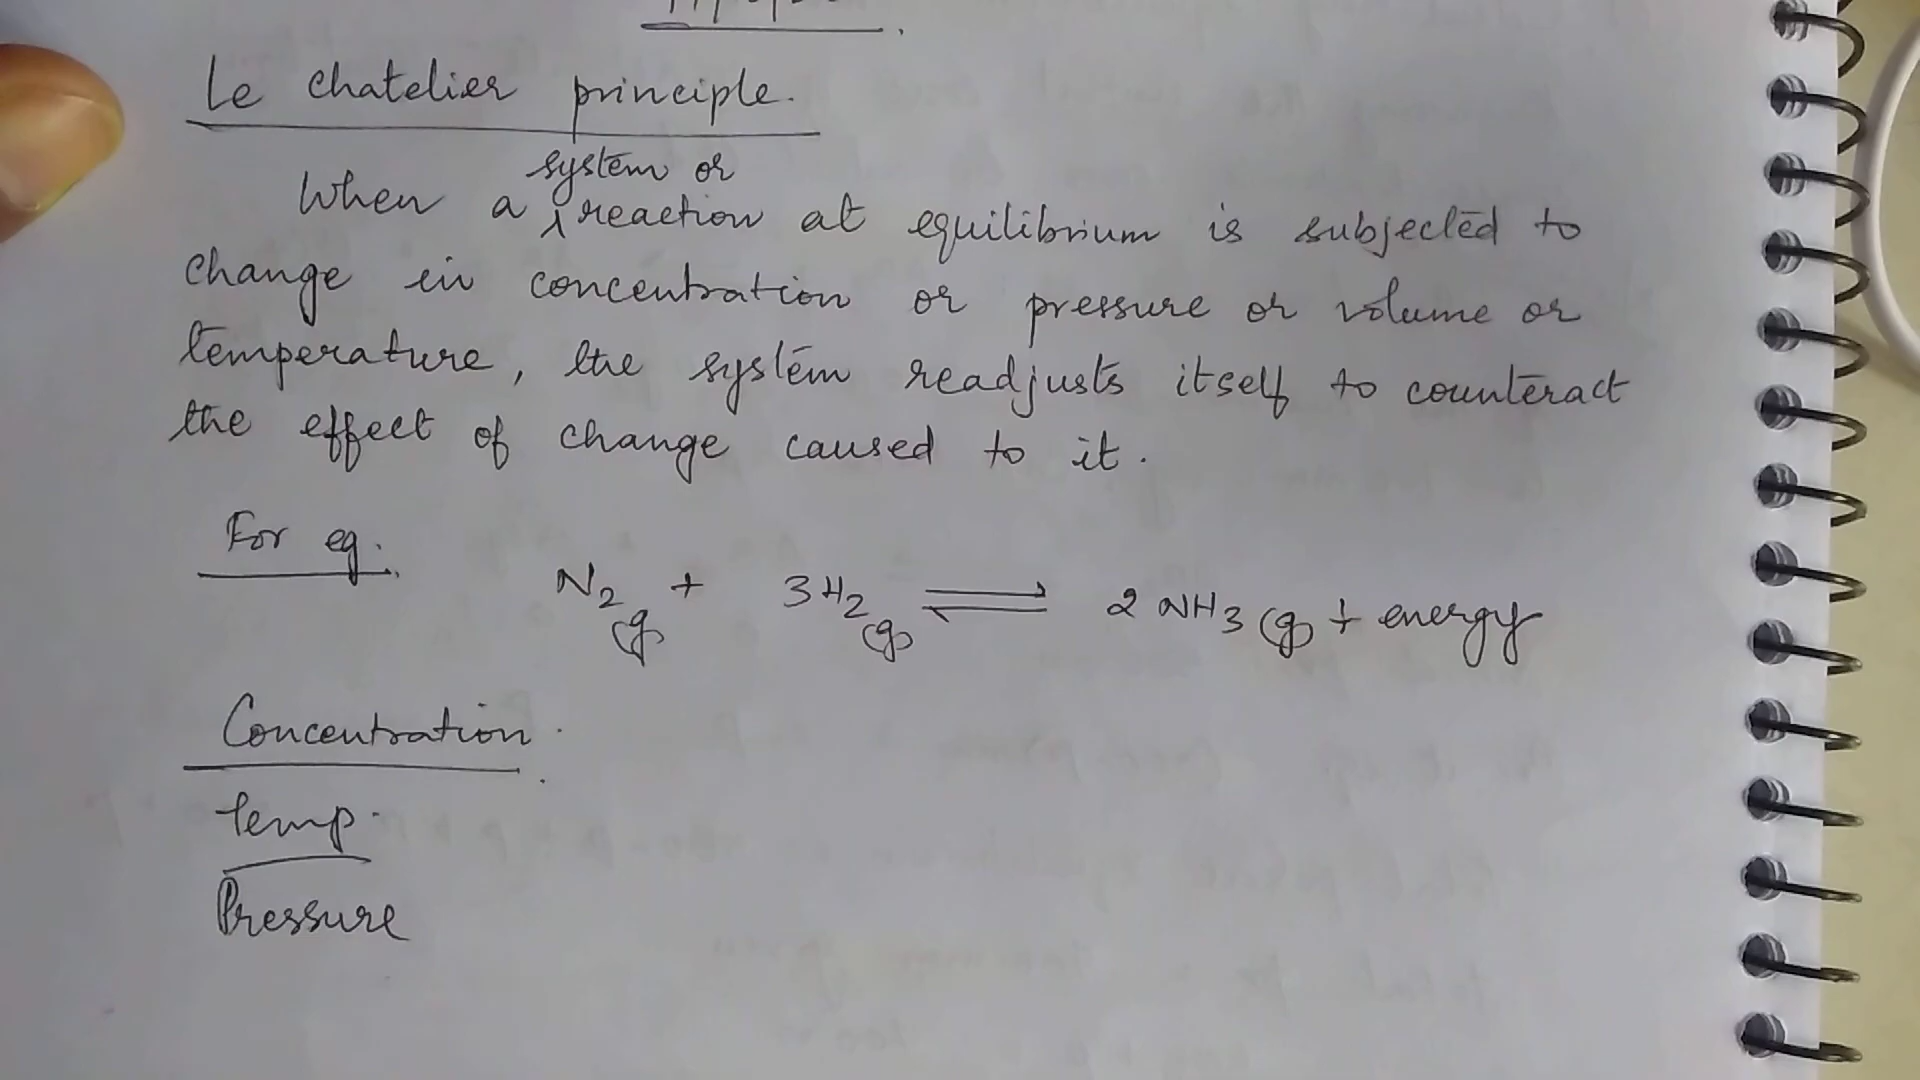 Le chatelier principle.
system or
When a reaction at equilibrium is subjected to
change in concentration or pressure or volume or
temperature, the system readjusts itself to counteract
the effect of change caused to it.
For eg.
N2(g) + 3H2(g) ⇌ 2NH3(g) + energy
Concentration.
temp.
Pressure